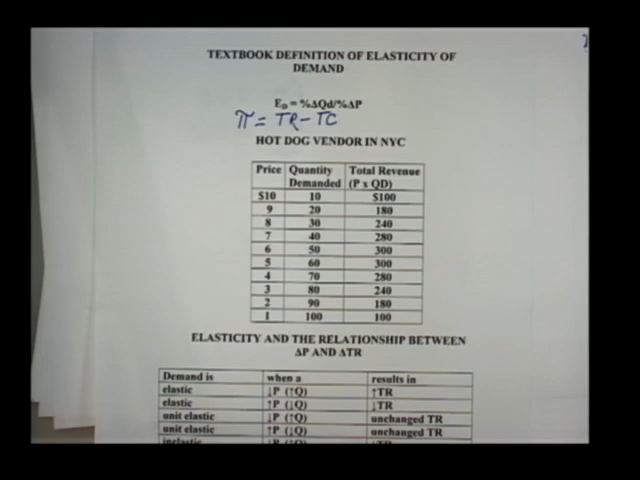 TEXTBOOK DEFINITION OF ELASTICITY OF
DEMAND
ED = %ΔQd/%ΔP
π = TR - TC
HOT DOG VENDOR IN NYC
Price Quantity Demanded Total Revenue (P x QD)
$10 10 $100
9 20 180
8 30 240
7 40 280
6 50 300
5 60 300
4 70 280
3 80 240
2 90 180
1 100 100
ELASTICITY AND THE RELATIONSHIP BETWEEN
ΔP AND ΔTR
Demand is when a results in
elastic ↓P (↑Q) ↑TR
elastic ↑P (↓Q) ↓TR
unit elastic ↓P (↑Q) unchanged TR
unit elastic ↑P (↓Q) unchanged TR
inelastic ↓P (↑Q) ↓TR